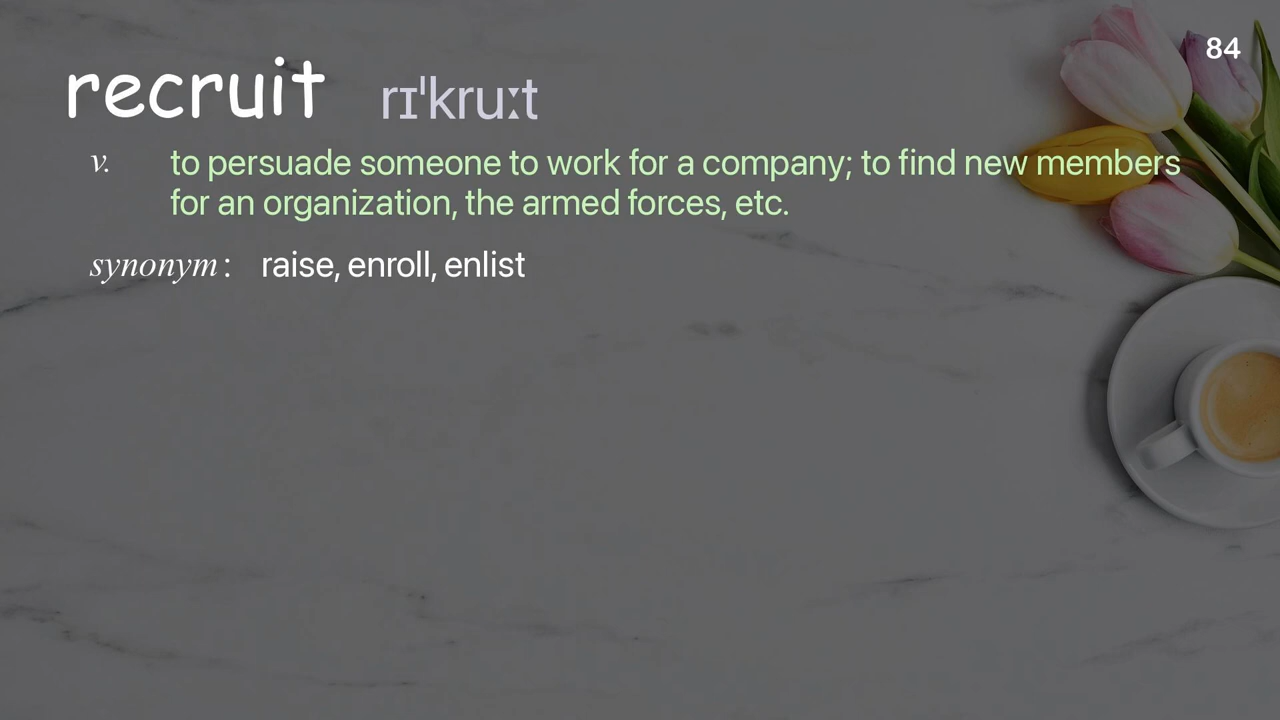 84
recruit rɪˈkruːt
v. to persuade someone to work for a company; to find new members
for an organization, the armed forces, etc.
synonym : raise, enroll, enlist